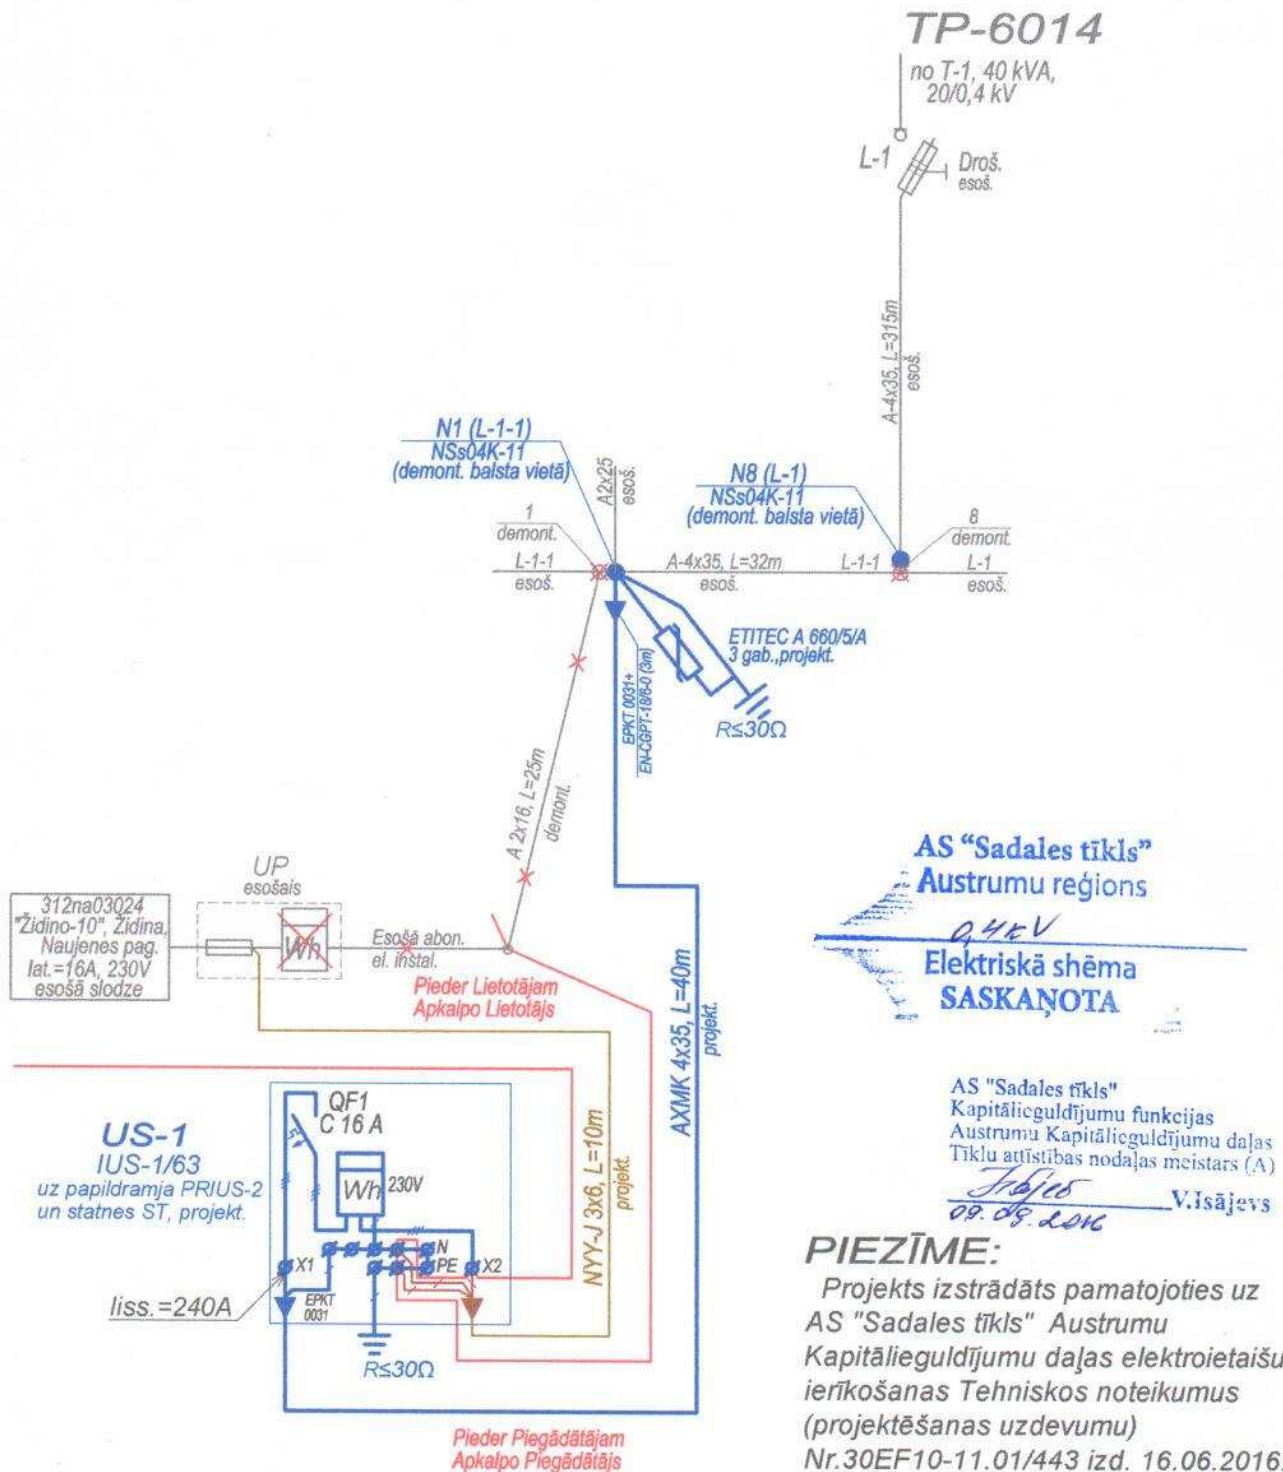 TP-6014
no T-1, 40 kVA,
20/0,4 kV
L-1
Droš.
esoš.
A-4x35, L=315m
esoš.
N1 (L-1-1)
NSs04K-11
(demont. balsta vietā)
A2x25
esoš.
N8 (L-1)
NSs04K-11
(demont. balsta vietā)
1
demont.
8
demont.
L-1-1
esoš.
A-4x35, L=32m
esoš.
L-1-1
L-1
esoš.
ETITEC A 660/5/A
3 gab.,projekt.
R≤30Ω
EPKT 0031+
EN-CGPT-18/6-0 (3m)
A 2x16, L=25m
demont.
UP
esošais
312na03024
"Židino-10", Židina,
Naujenes pag.
Iat.=16A, 230V
esošā slodze
Wh
Esošā abon.
el. instal.
Pieder Lietotājam
Apkalpo Lietotājs
AXMK 4x35, L=40m
projekt.
AS “Sadales tīkls”
Austrumu reģions
0,4kV
Elektriskā shēma
SASKAŅOTA
US-1
IUS-1/63
uz papildramja PRIUS-2
un statnes ST, projekt.
QF1
C 16 A
Wh
230V
N
PE
X1
X2
Iiss.=240A
EPKT
0031
R≤30Ω
NYY-J 3x6, L=10m
projekt.
AS "Sadales tīkls"
Kapitālieguldījumu funkcijas
Austrumu Kapitālieguldījumu daļas
Tīklu attīstības nodaļas meistars (A)
V.Isājevs
09.09.2016
PIEZĪME:
Projekts izstrādāts pamatojoties uz
AS "Sadales tīkls" Austrumu
Kapitālieguldījumu daļas elektroietaišu
ierīkošanas Tehniskos noteikumus
(projektēšanas uzdevumu)
Nr.30EF10-11.01/443 izd. 16.06.2016.
Pieder Piegādātājam
Apkalpo Piegādātājs